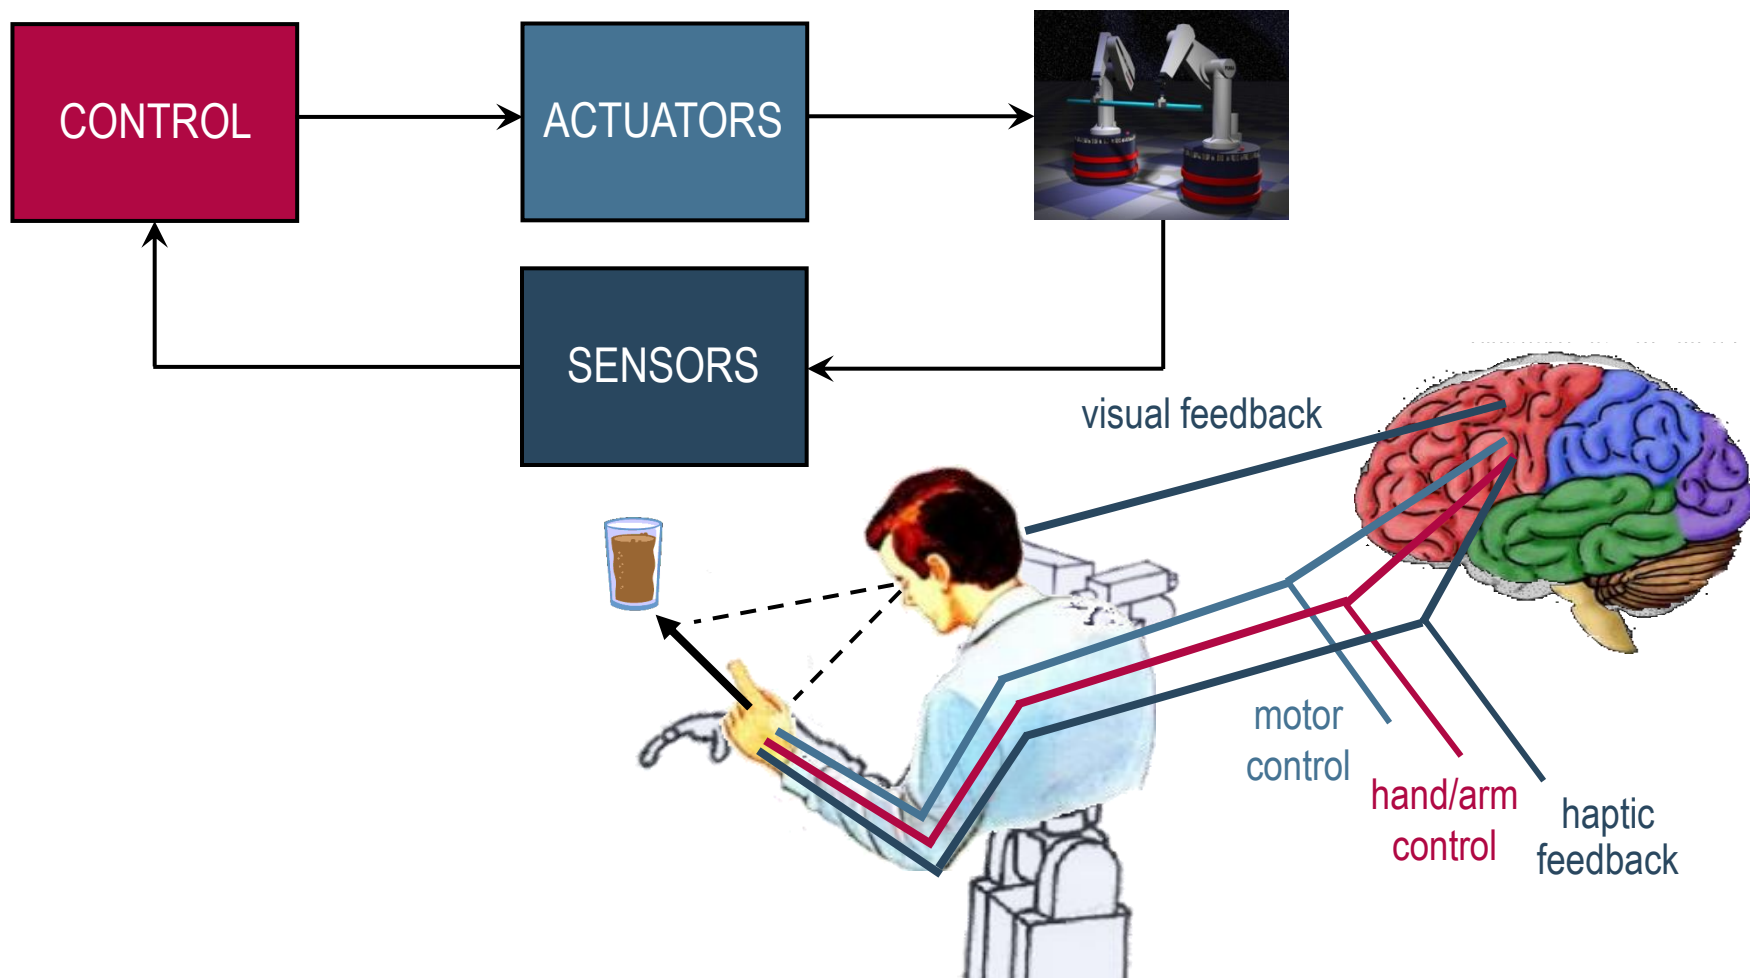 CONTROL
ACTUATORS
SENSORS
visual feedback
motor
control
hand/arm
control
haptic
feedback